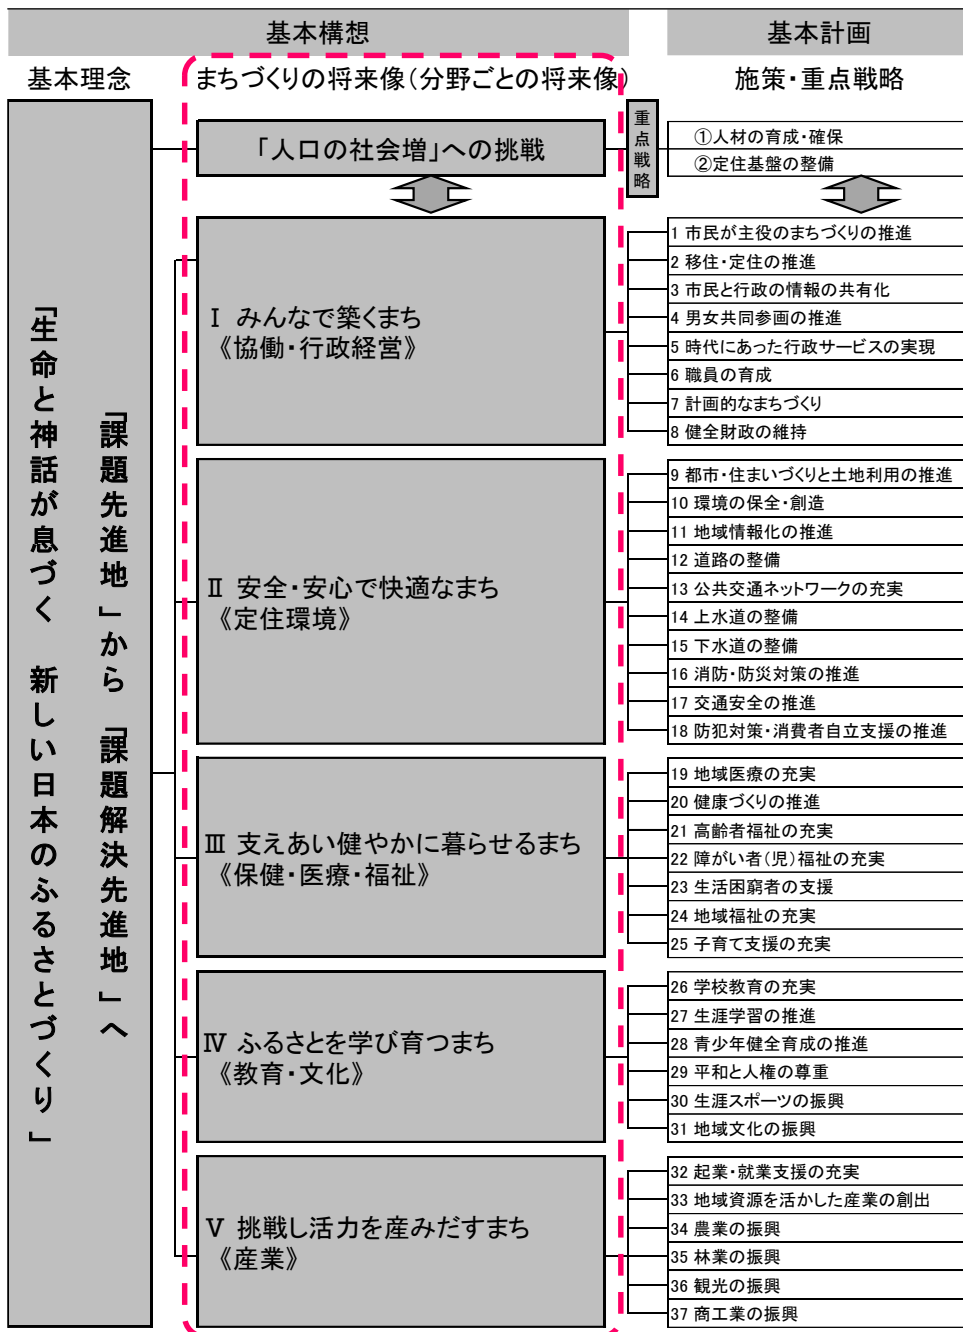 基本構想
基本計画
基本理念
まちづくりの将来像(分野ごとの将来像)
施策・重点戦略
「生命と神話が息づく 新しい日本のふるさとづくり」
「課題先進地」から 「課題解決先進地」へ
「人口の社会増」への挑戦
重点戦略
①人材の育成・確保
②定住基盤の整備
Ⅰ みんなで築くまち
《協働・行政経営》
1 市民が主役のまちづくりの推進
2 移住・定住の推進
3 市民と行政の情報の共有化
4 男女共同参画の推進
5 時代にあった行政サービスの実現
6 職員の育成
7 計画的なまちづくり
8 健全財政の維持
Ⅱ 安全・安心で快適なまち
《定住環境》
9 都市・住まいづくりと土地利用の推進
10 環境の保全・創造
11 地域情報化の推進
12 道路の整備
13 公共交通ネットワークの充実
14 上水道の整備
15 下水道の整備
16 消防・防災対策の推進
17 交通安全の推進
18 防犯対策・消費者自立支援の推進
Ⅲ 支えあい健やかに暮らせるまち
《保健・医療・福祉》
19 地域医療の充実
20 健康づくりの推進
21 高齢者福祉の充実
22 障がい者(児)福祉の充実
23 生活困窮者の支援
24 地域福祉の充実
25 子育て支援の充実
Ⅳ ふるさとを学び育つまち
《教育・文化》
26 学校教育の充実
27 生涯学習の推進
28 青少年健全育成の推進
29 平和と人権の尊重
30 生涯スポーツの振興
31 地域文化の振興
Ⅴ 挑戦し活力を産みだすまち
《産業》
32 起業・就業支援の充実
33 地域資源を活かした産業の創出
34 農業の振興
35 林業の振興
36 観光の振興
37 商工業の振興